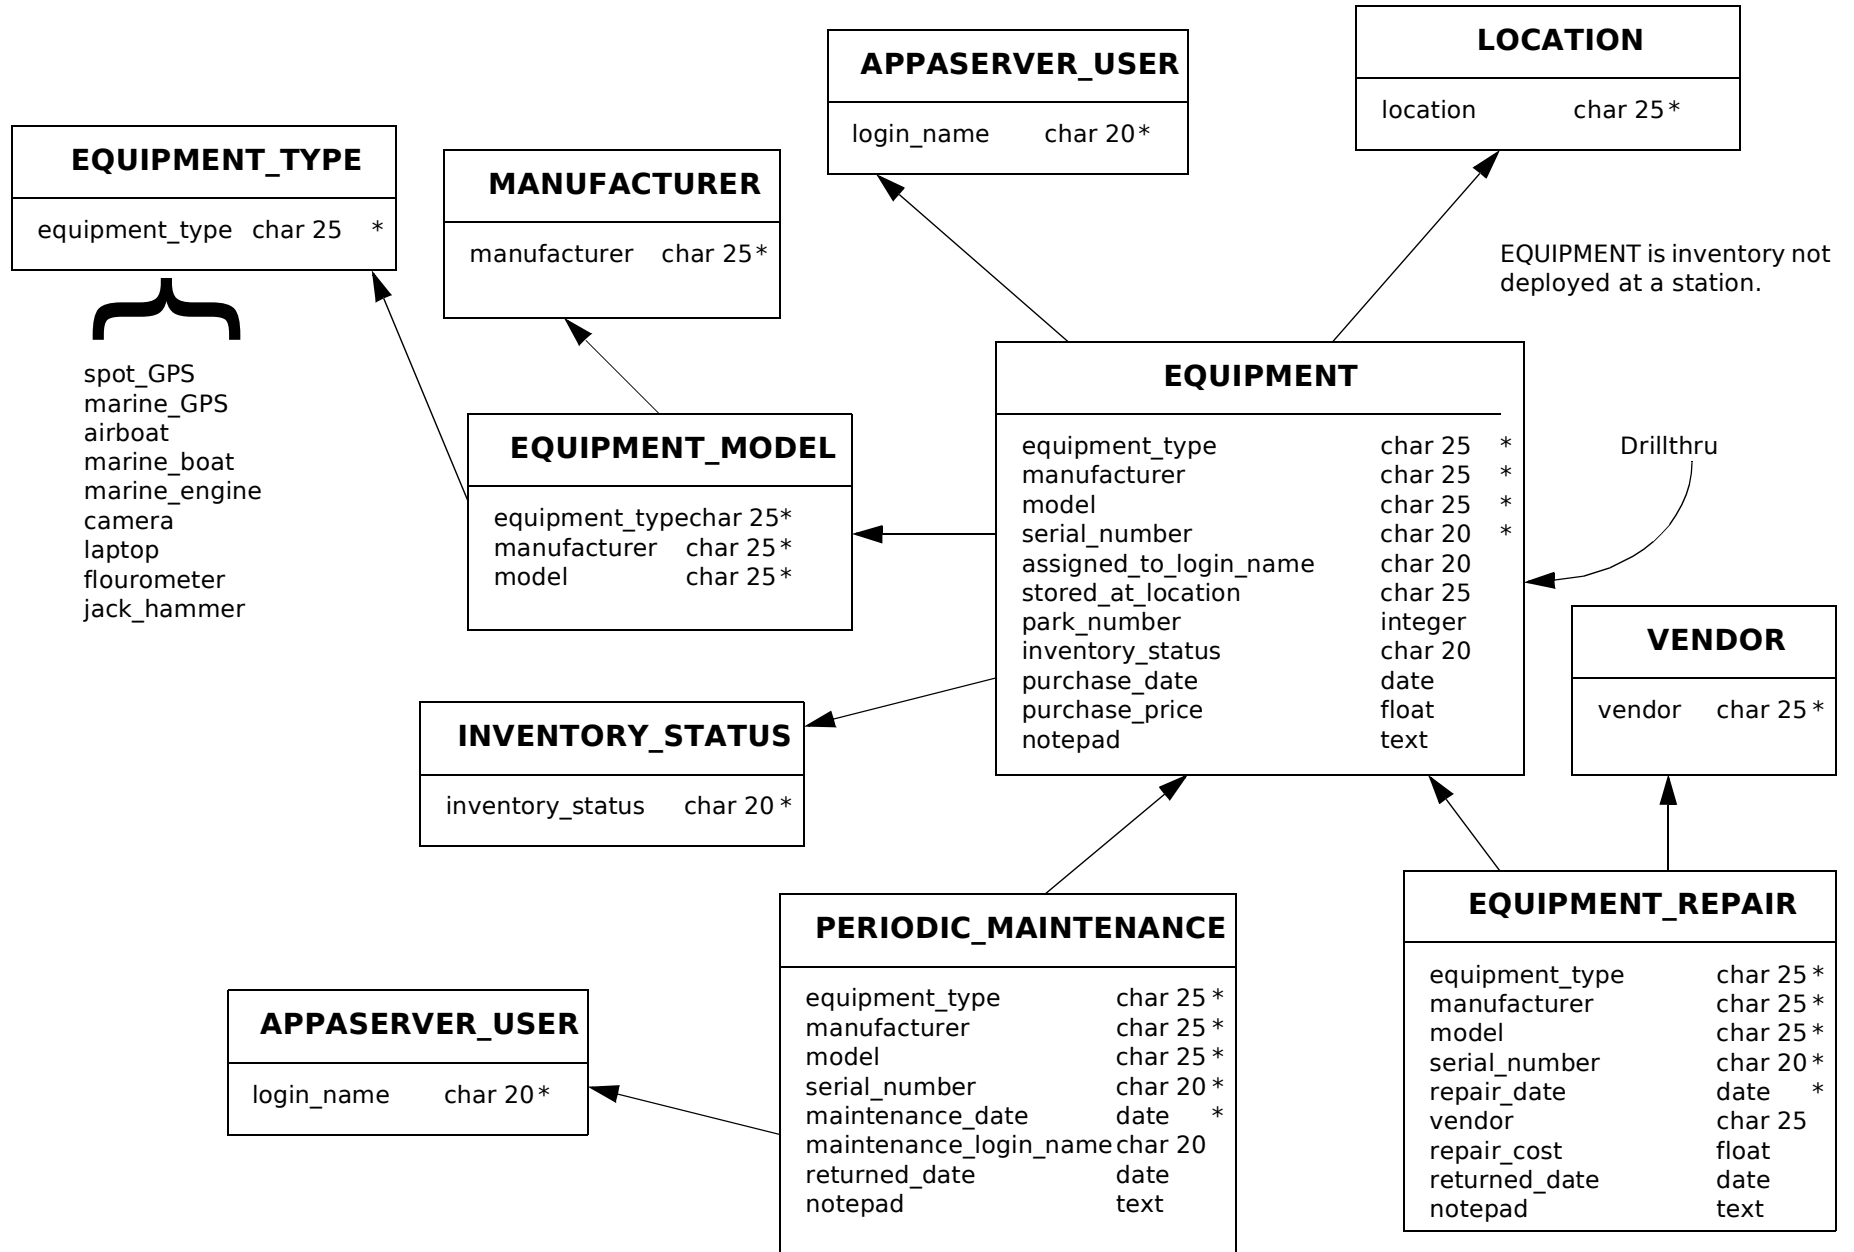 LOCATION
location char 25 *
APPASERVER_USER
login_name char 20 *
EQUIPMENT_TYPE
equipment_type char 25 *
MANUFACTURER
manufacturer char 25 *
EQUIPMENT is inventory not
deployed at a station.
spot_GPS
marine_GPS
airboat
marine_boat
marine_engine
camera
laptop
flourometer
jack_hammer
EQUIPMENT_MODEL
equipment_type char 25 *
manufacturer char 25 *
model char 25 *
EQUIPMENT
equipment_type char 25 *
manufacturer char 25 *
model char 25 *
serial_number char 20 *
assigned_to_login_name char 20
stored_at_location char 25
park_number integer
inventory_status char 20
purchase_date date
purchase_price float
notepad text
Drillthru
VENDOR
vendor char 25 *
INVENTORY_STATUS
inventory_status char 20 *
PERIODIC_MAINTENANCE
equipment_type char 25 *
manufacturer char 25 *
model char 25 *
serial_number char 20 *
maintenance_date date *
maintenance_login_name char 20
returned_date date
notepad text
EQUIPMENT_REPAIR
equipment_type char 25 *
manufacturer char 25 *
model char 25 *
serial_number char 20 *
repair_date date *
vendor char 25
repair_cost float
returned_date date
notepad text
APPASERVER_USER
login_name char 20 *